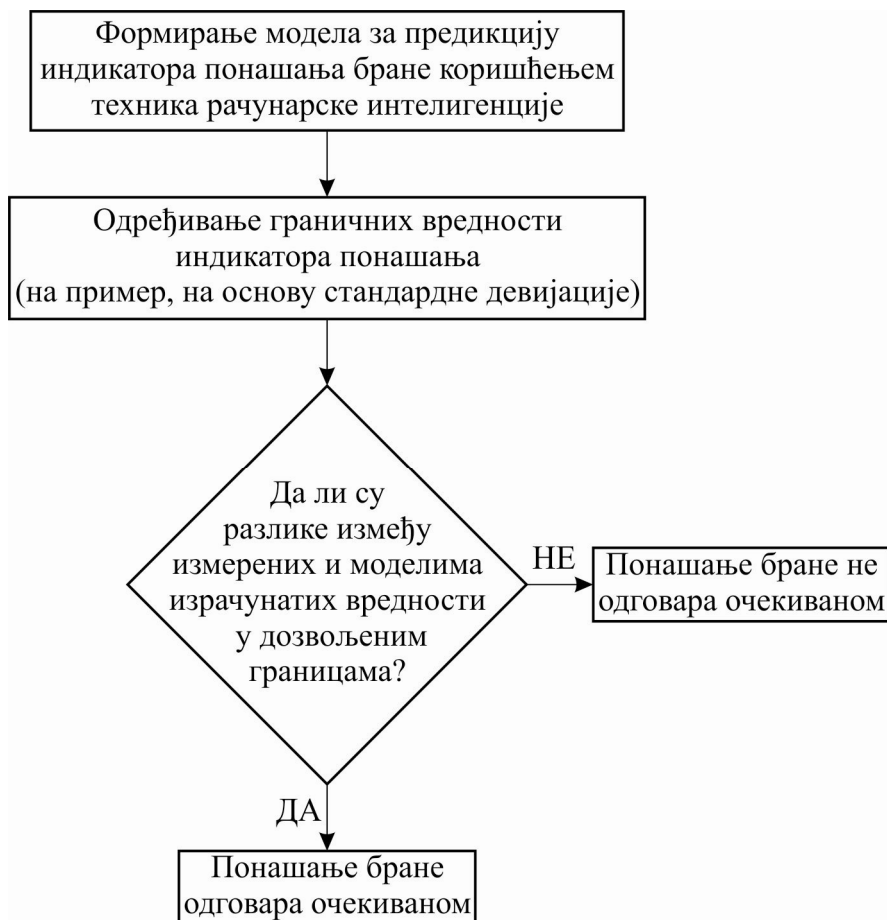 Формирање модела за предикцију
индикатора понашања бране коришћењем
техника рачунарске интелигенције
Одређивање граничних вредности
индикатора понашања
(на пример, на основу стандардне девијације)
Да ли су
разлике између
измерених и моделима
израчунатих вредности
у дозвољеним
границама?
НЕ
Понашање бране не
одговара очекиваном
ДА
Понашање бране
одговара очекиваном